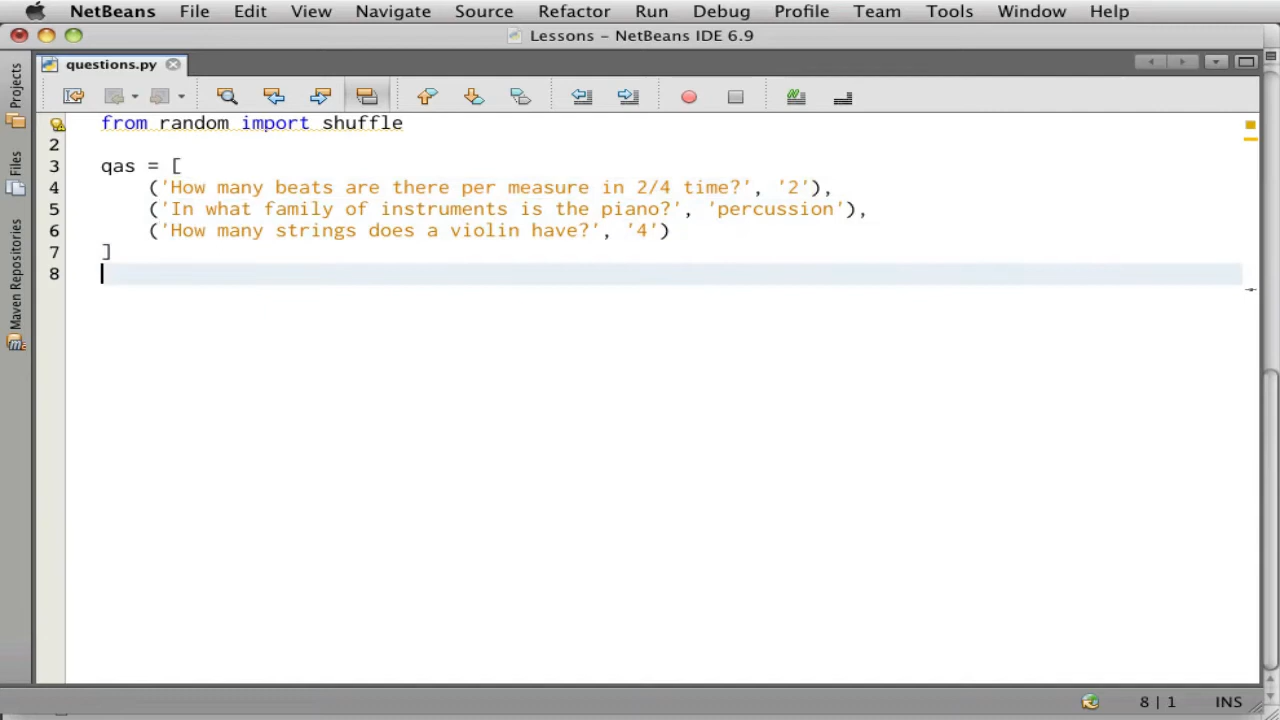 NetBeans File Edit View Navigate Source Refactor Run Debug Profile Team Tools Window Help
Lessons – NetBeans IDE 6.9
questions.py
Projects
Files
Maven Repositories
from random import shuffle
2
3 qas = [
4 ('How many beats are there per measure in 2/4 time?', '2'),
5 ('In what family of instruments is the piano?', 'percussion'),
6 ('How many strings does a violin have?', '4')
7 ]
8
8 | 1 INS